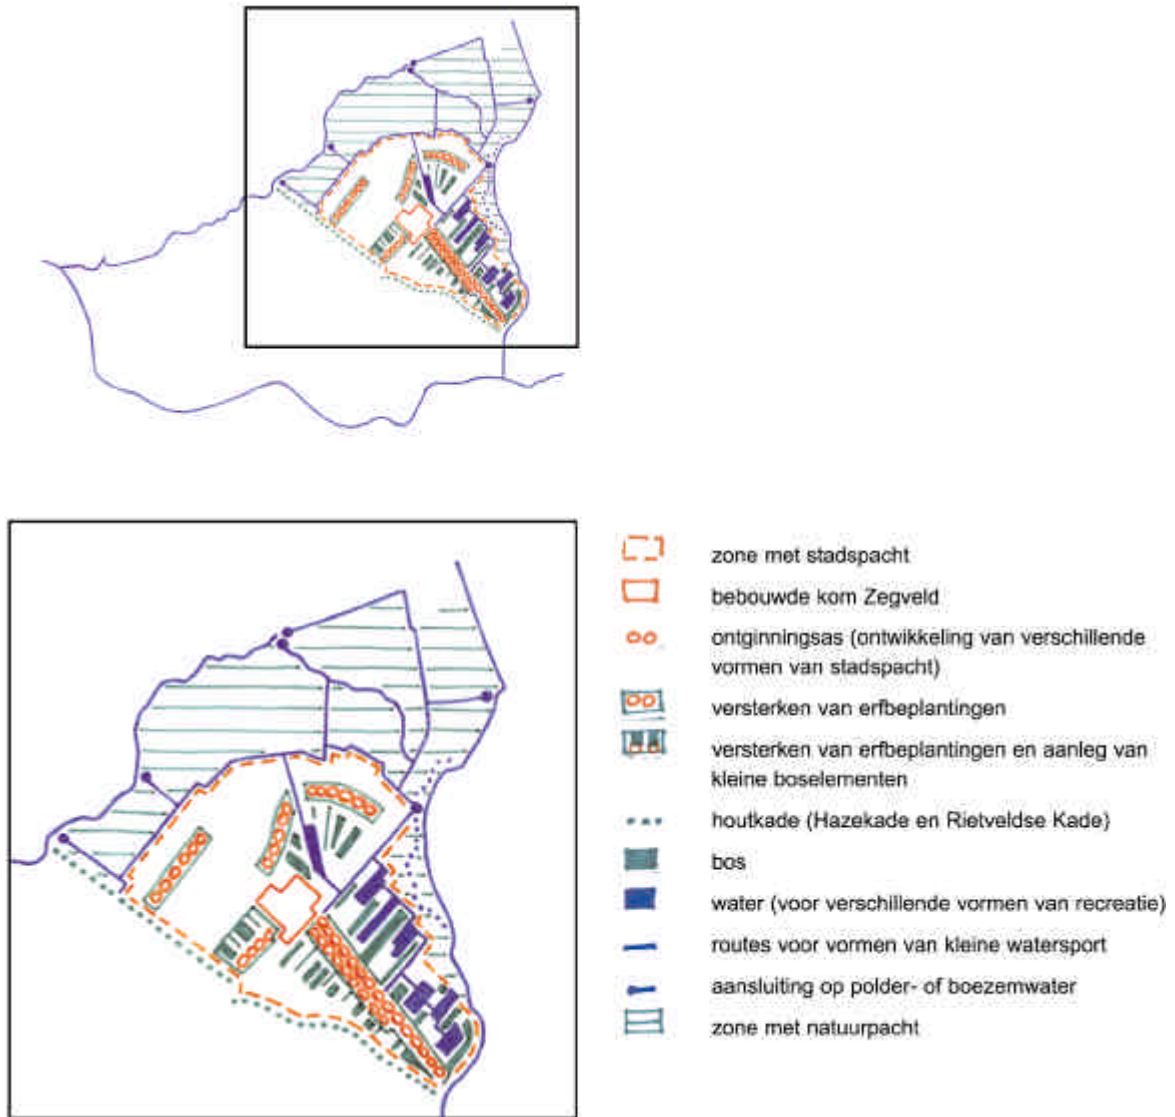 zone met stadspacht
bebouwde kom Zegveld
ontginningsas (ontwikkeling van verschillende
vormen van stadspacht)
versterken van erfbeplantingen
versterken van erfbeplantingen en aanleg van
kleine boselementen
houtkade (Hazekade en Rietveldse Kade)
bos
water (voor verschillende vormen van recreatie)
routes voor vormen van kleine watersport
aansluiting op polder- of boezemwater
zone met natuurpacht